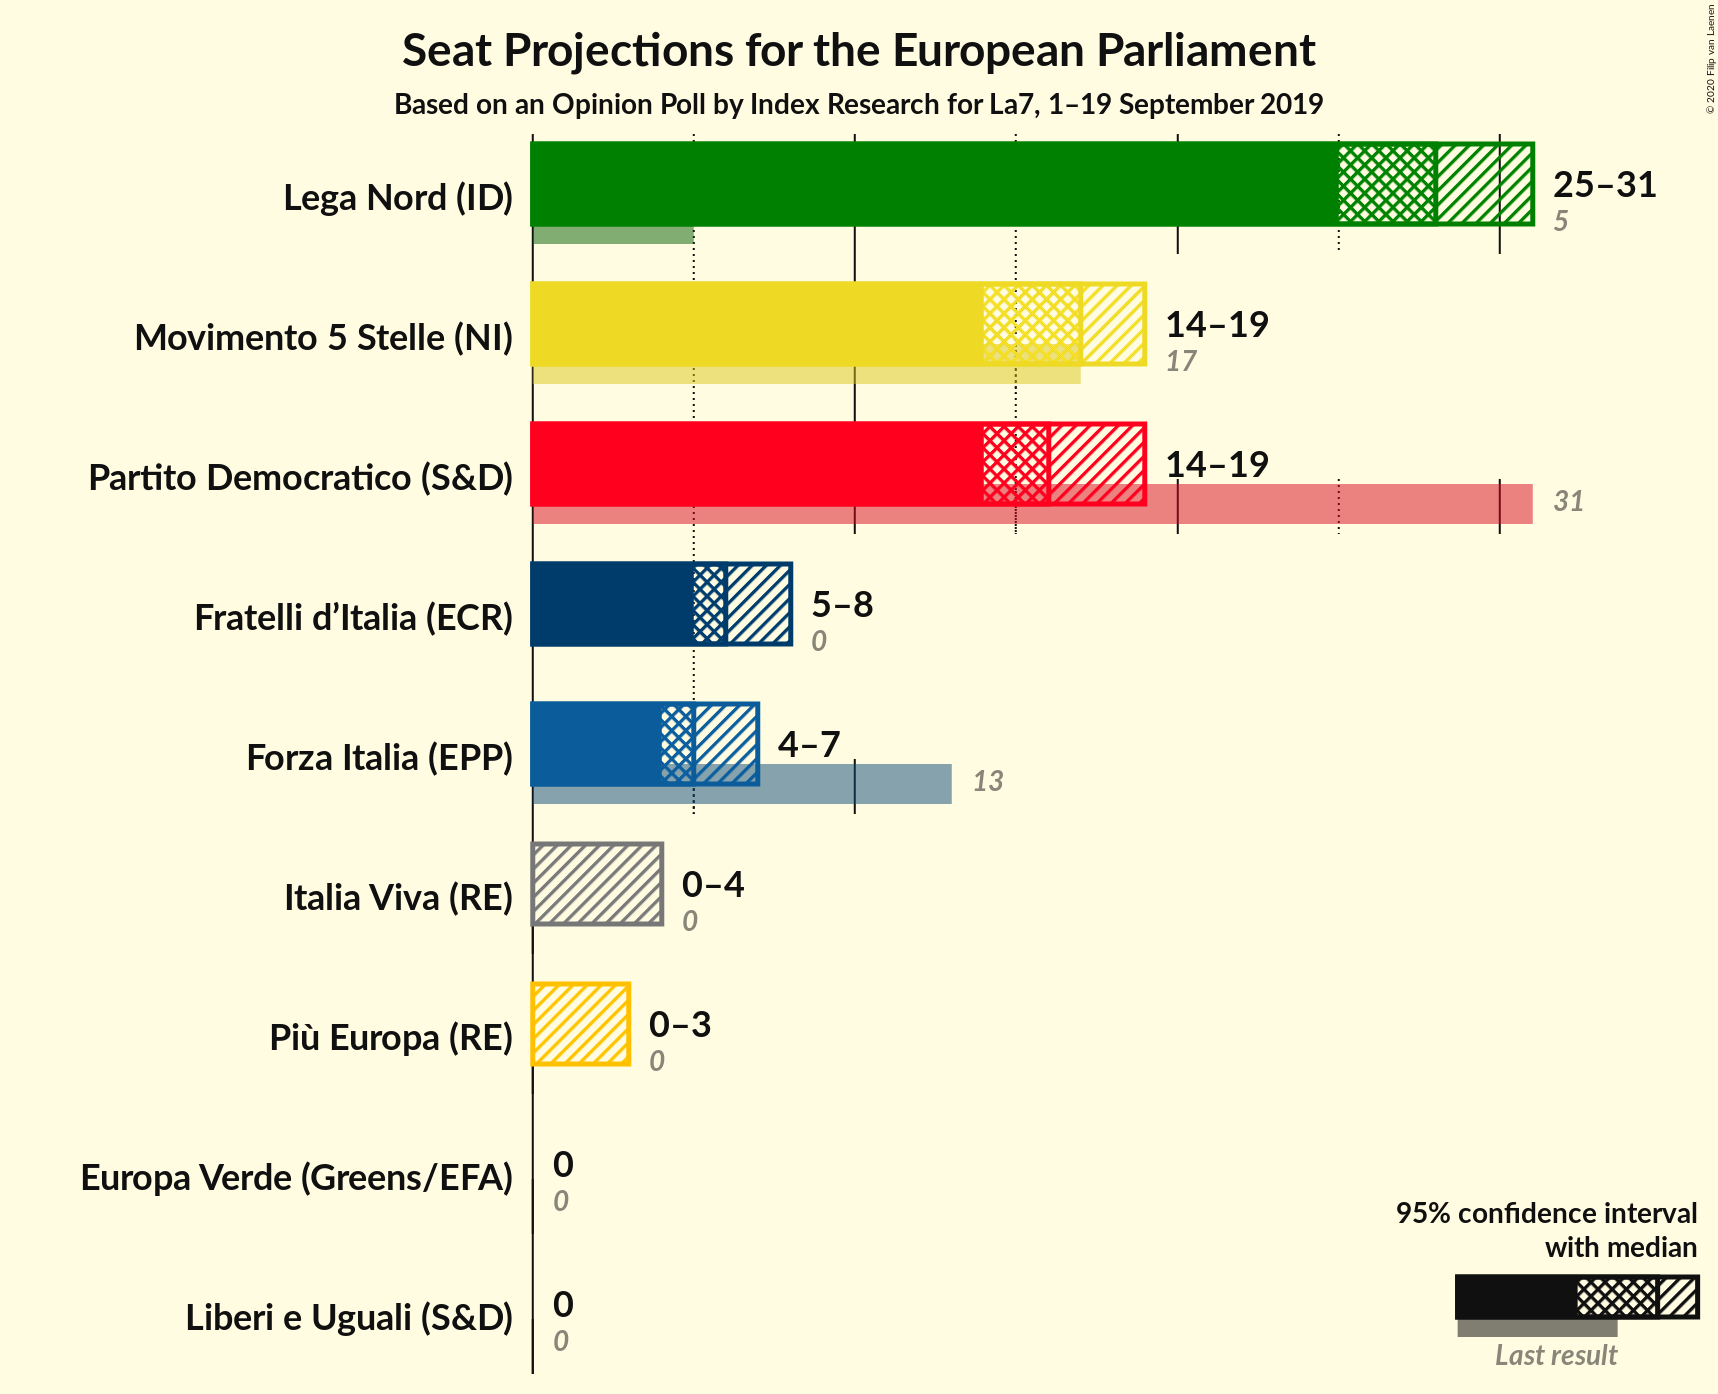 Seat Projections for the European Parliament
Based on an Opinion Poll by Index Research for La7, 1–19 September 2019
© 2020 Filip van Laenen
Lega Nord (ID)
25–31
5
Movimento 5 Stelle (NI)
14–19
17
Partito Democratico (S&D)
14–19
31
Fratelli d’Italia (ECR)
5–8
0
Forza Italia (EPP)
4–7
13
Italia Viva (RE)
0–4
0
Più Europa (RE)
0–3
0
Europa Verde (Greens/EFA)
0
0
Liberi e Uguali (S&D)
0
0
95% confidence interval
with median
Last result